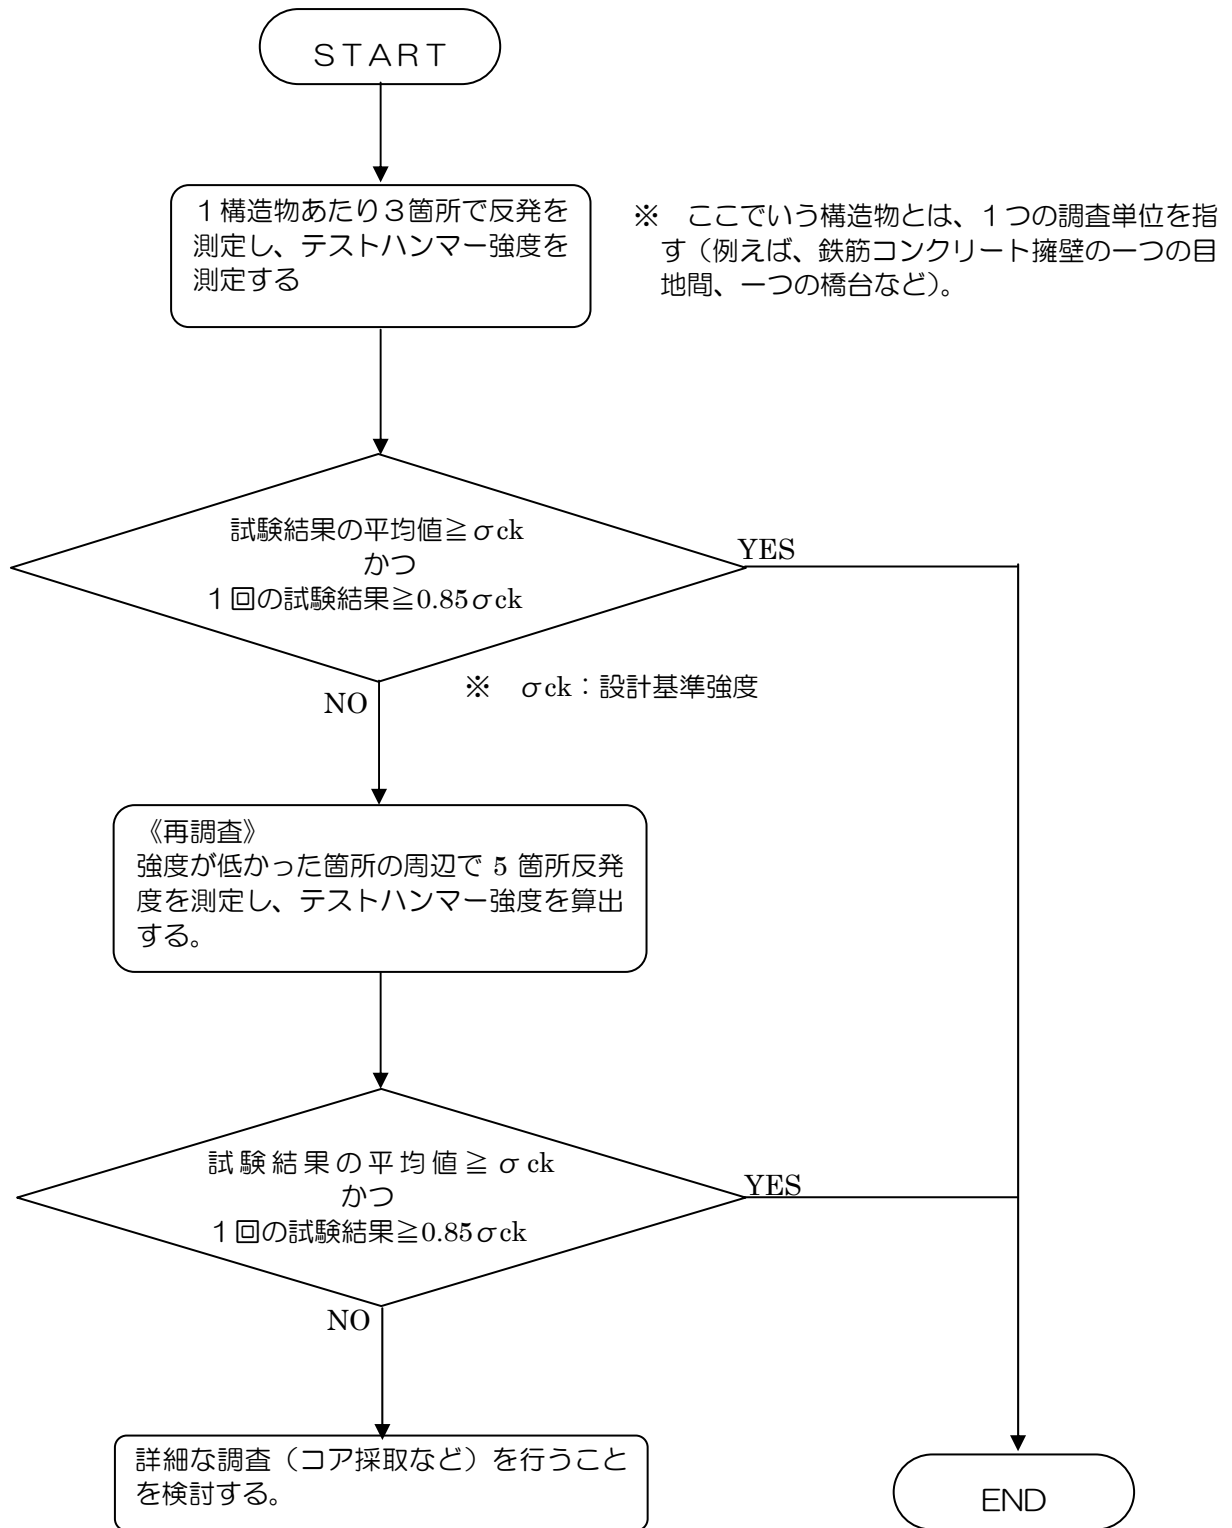 ＳＴＡＲＴ
１構造物あたり３箇所で反発を
測定し、テストハンマー強度を
測定する
※　ここでいう構造物とは、１つの調査単位を指
す（例えば、鉄筋コンクリート擁壁の一つの目
地間、一つの橋台など）。
試験結果の平均値≧σck
かつ
１回の試験結果≧0.85σck
YES
NO
※　σck：設計基準強度
《再調査》
強度が低かった箇所の周辺で 5 箇所反発
度を測定し、テストハンマー強度を算出
する。
試験結果の平均値≧σck
かつ
１回の試験結果≧0.85σck
YES
NO
詳細な調査（コア採取など）を行うこと
を検討する。
END